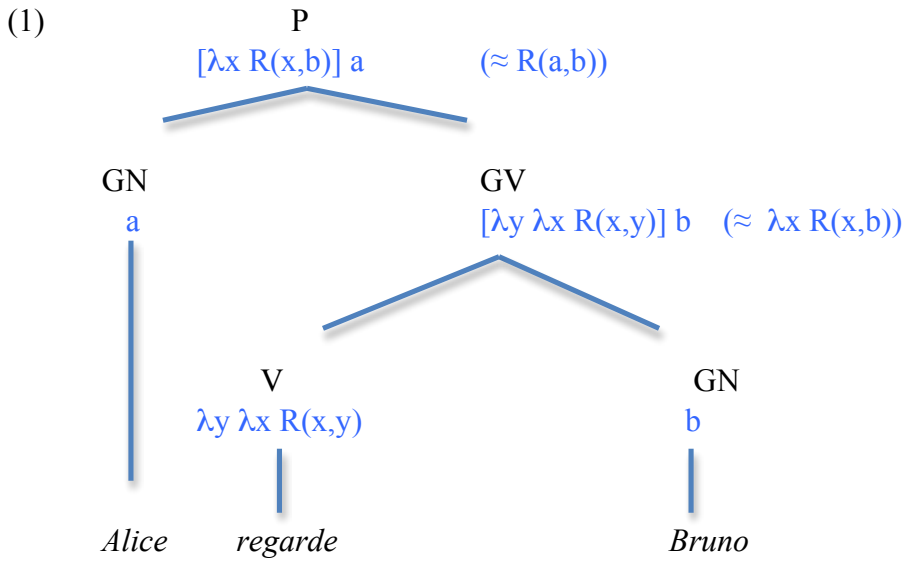 (1)
P
[λx R(x,b)] a (≈ R(a,b))
GN GV
a [λy λx R(x,y)] b (≈ λx R(x,b))
V GN
λy λx R(x,y) b
Alice regarde Bruno